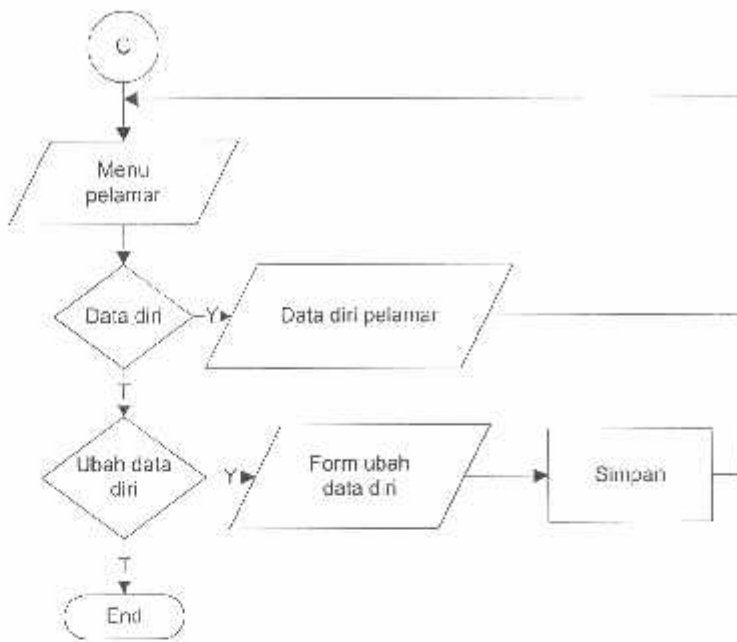 C
Menu
pelamar
Data diri
Y
Data diri pelamar
T
Ubah data
diri
Y
Form ubah
data diri
Simpan
T
End